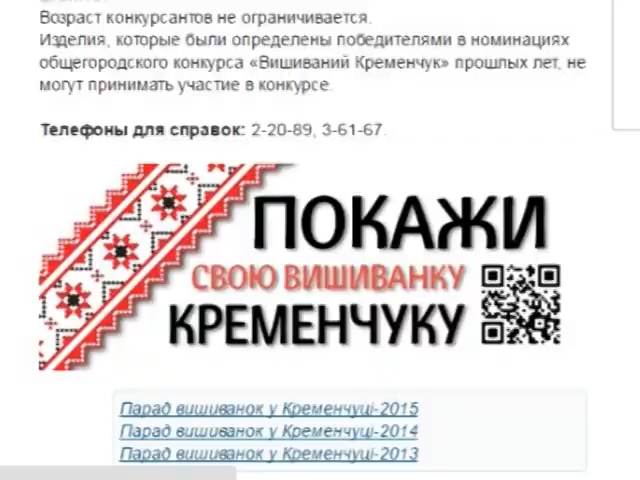 Возраст конкурсантов не ограничивается.
Изделия, которые были определены победителями в номинациях
общегородского конкурса «Вишиваний Кременчук» прошлых лет, не
могут принимать участие в конкурсе.
Телефоны для справок: 2-20-89, 3-61-67.
ПОКАЖИ
СВОЮ ВИШИВАНКУ
КРЕМЕНЧУКУ
Парад вишиванок у Кременчуці-2015
Парад вишиванок у Кременчуці-2014
Парад вишиванок у Кременчуці-2013